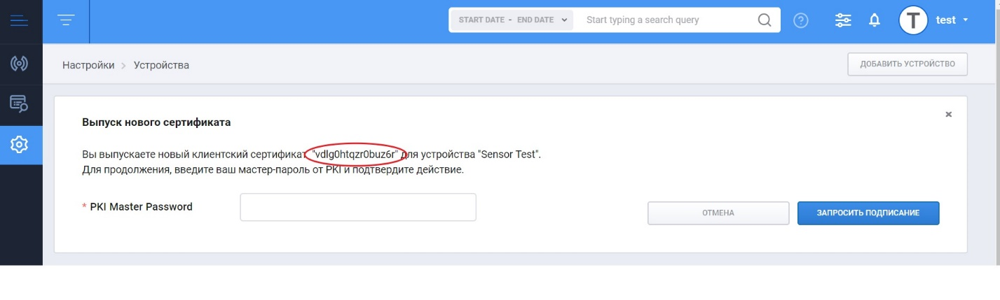 START DATE - END DATE Start typing a search query T test
Настройки Устройства ДОБАВИТЬ УСТРОЙСТВО
Выпуск нового сертификата
Вы выпускаете новый клиентский сертификат "vdlg0htqzr0buz6r" для устройства "Sensor Test".
Для продолжения, введите ваш мастер-пароль от PKI и подтвердите действие.
* PKI Master Password ОТМЕНА ЗАПРОСИТЬ ПОДПИСАНИЕ